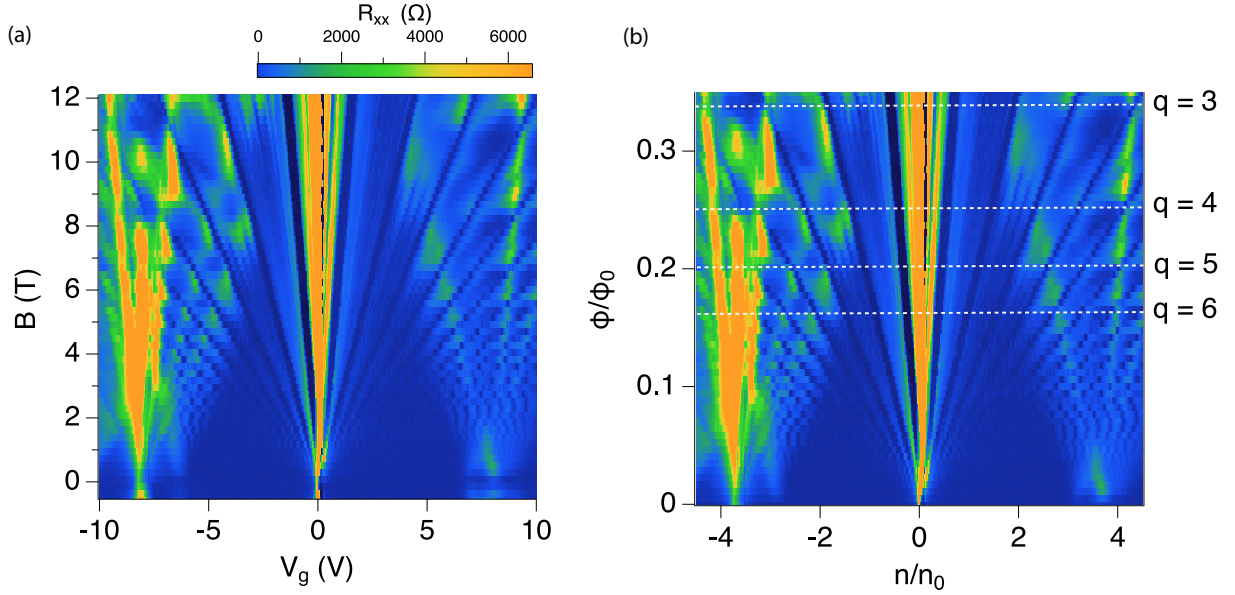 (a)
R_xx (Ω)
0 2000 4000 6000
B (T)
12
10
8
6
4
2
0
-10 -5 0 5 10
V_g (V)
(b)
ϕ/ϕ_0
0.3
0.2
0.1
0
-4 -2 0 2 4
n/n_0
q = 3
q = 4
q = 5
q = 6